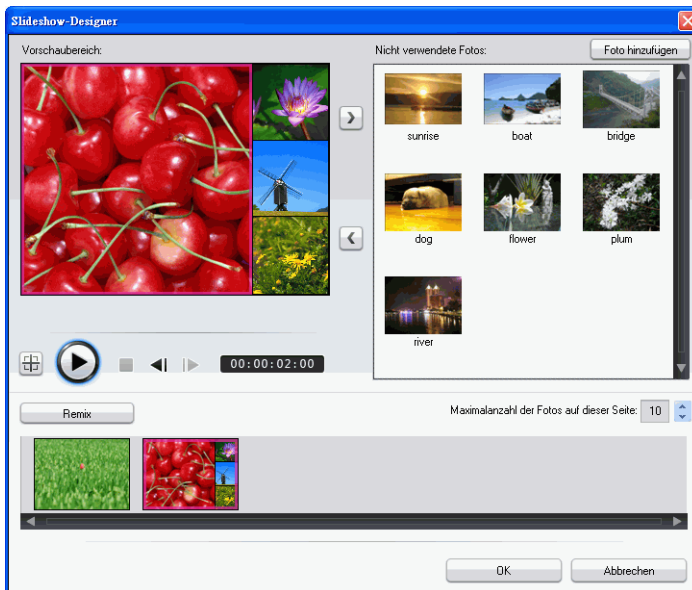 Slideshow-Designer
Vorschaubereich:
Nicht verwendete Fotos:
Foto hinzufügen
sunrise
boat
bridge
dog
flower
plum
river
00:00:02:00
Remix
Maximalanzahl der Fotos auf dieser Seite: 10
OK
Abbrechen